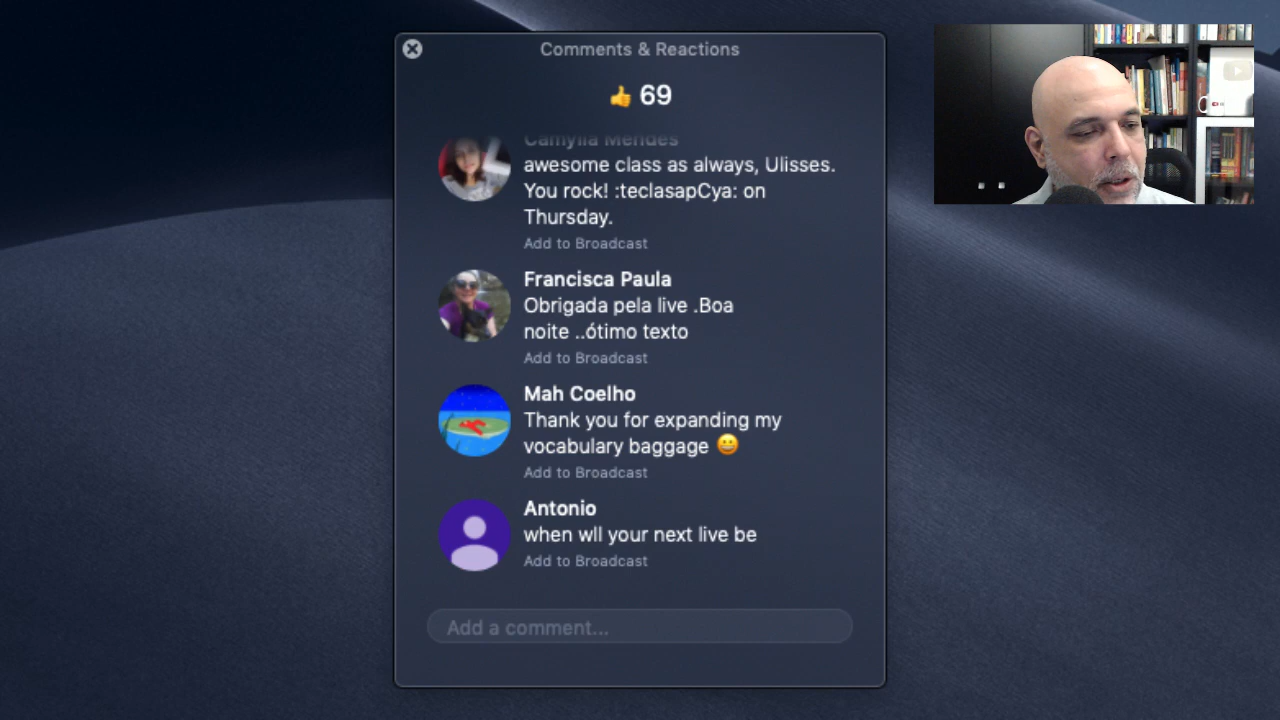 Comments & Reactions
👍 69
Camylla Mendes
awesome class as always, Ulisses.
You rock! :teclasapCya: on
Thursday.
Add to Broadcast
Francisca Paula
Obrigada pela live .Boa
noite ..ótimo texto
Add to Broadcast
Mah Coelho
Thank you for expanding my
vocabulary baggage 😀
Add to Broadcast
Antonio
when wll your next live be
Add to Broadcast
Add a comment...